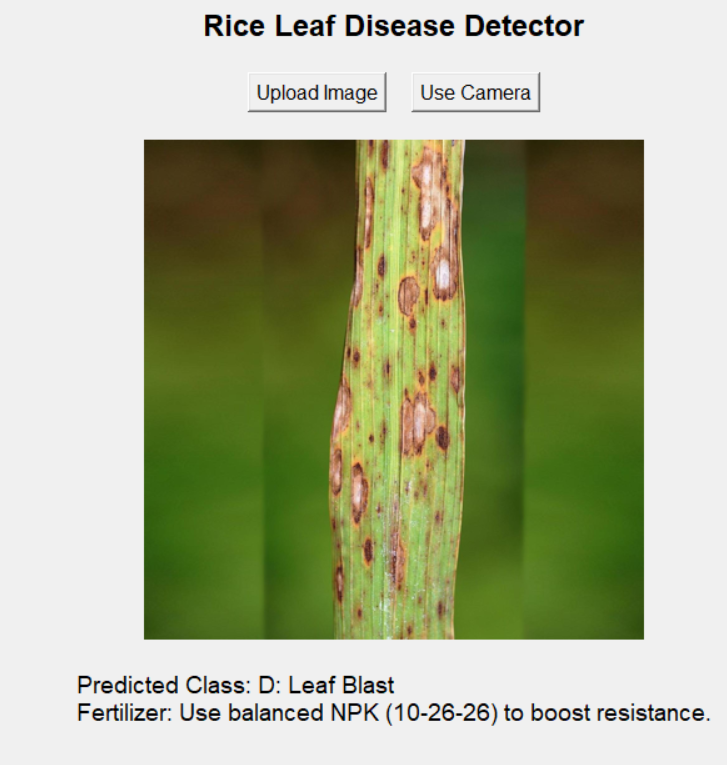 Rice Leaf Disease Detector
Upload Image Use Camera
Predicted Class: D: Leaf Blast
Fertilizer: Use balanced NPK (10-26-26) to boost resistance.